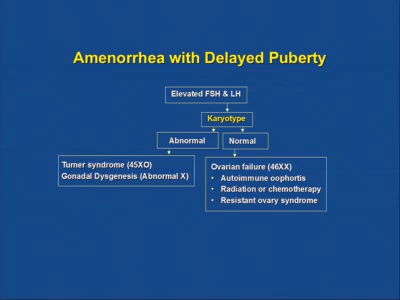 Amenorrhea with Delayed Puberty
Elevated FSH & LH
Karyotype
Abnormal
Normal
Turner syndrome (45XO)
Gonadal Dysgenesis (Abnormal X)
Ovarian failure (46XX)
• Autoimmune oophortis
• Radiation or chemotherapy
• Resistant ovary syndrome